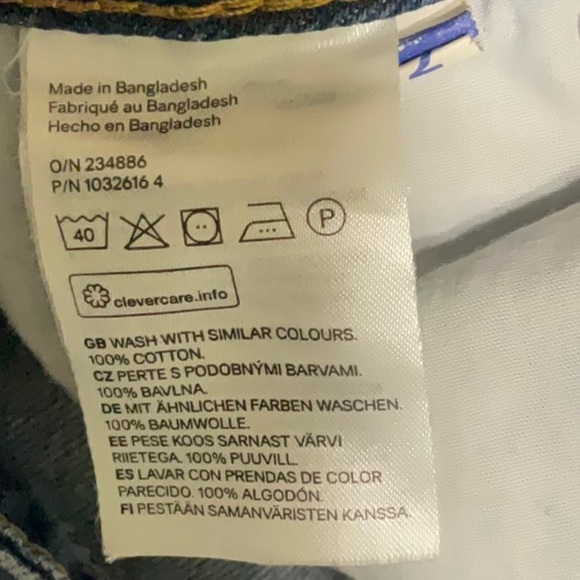 Made in Bangladesh
Fabriqué au Bangladesh
Hecho en Bangladesh
O/N 234886
P/N 1032616 4
40 P
clevercare.info
GB WASH WITH SIMILAR COLOURS.
100% COTTON.
CZ PERTE S PODOBNÝMI BARVAMI.
100% BAVLNA.
DE MIT ÄHNLICHEN FARBEN WASCHEN.
100% BAUMWOLLE.
EE PESE KOOS SARNAST VÄRVI
RIIETEGA. 100% PUUVILL.
ES LAVAR CON PRENDAS DE COLOR
PARECIDO. 100% ALGODÓN.
FI PESTÄÄN SAMANVÄRISTEN KANSSA.